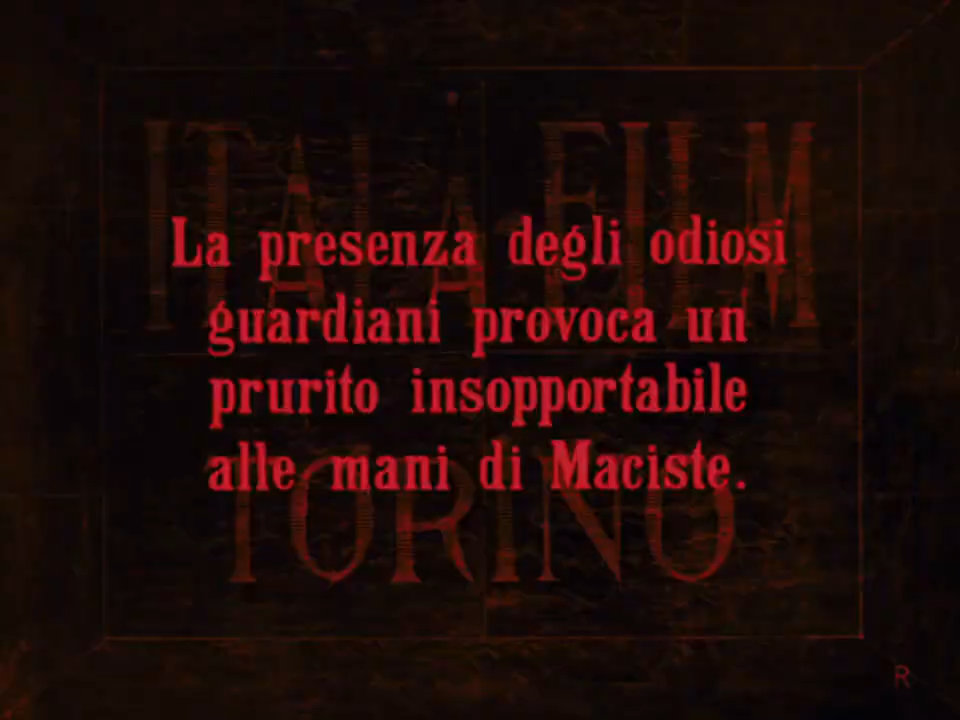 ITALA FILM
La presenza degli odiosi
guardiani provoca un
prurito insopportabile
alle mani di Maciste.
TORINO
R